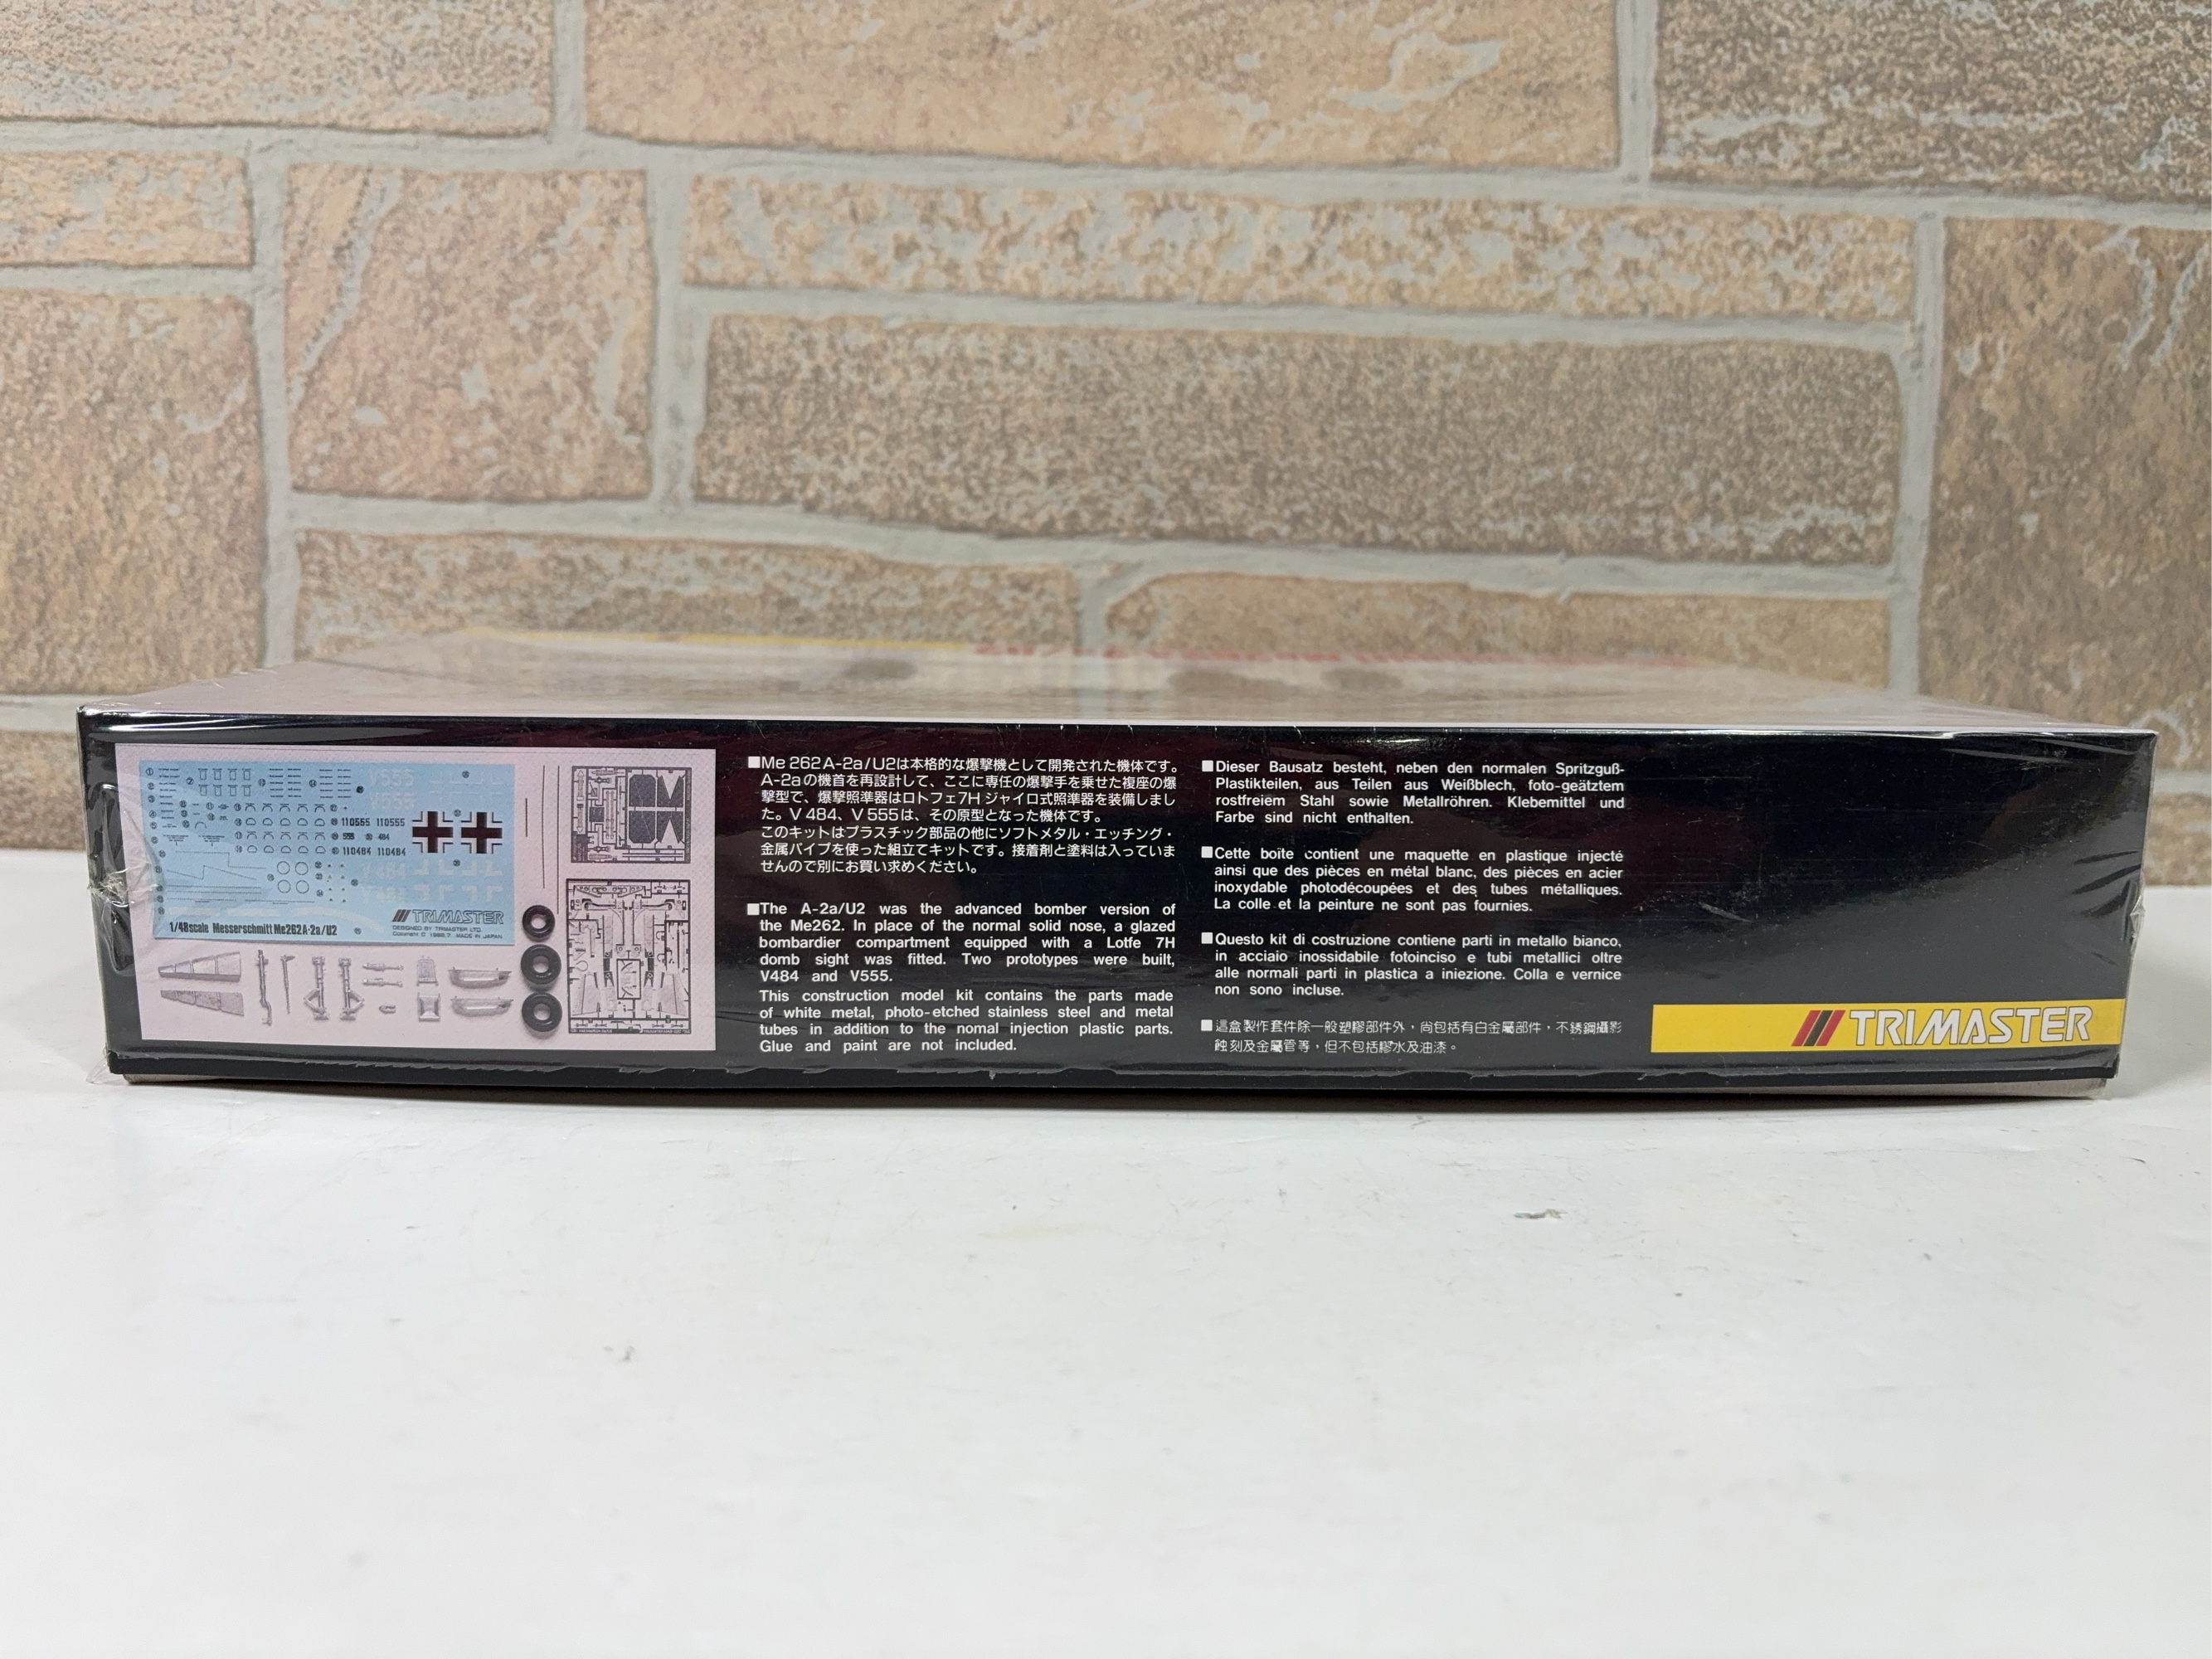 V555
110555 110555
555 484
110484 110484
V484
TRIMASTER
DESIGNED BY TRIMASTER LTD.
1/48scale Messerschmitt Me262A-2a/U2
■Me 262A-2a/U2は本格的な爆撃機として開発された機体です。
A-2aの機首を再設計して、ここに専任の爆撃手を乗せた複座の爆
撃型で、爆撃照準器はロトフェ7Hジャイロ式照準器を装備しまし
た。V484、V555は、その原型となった機体です。
このキットはプラスチック部品の他にソフトメタル・エッチング・
金属パイプを使った組立てキットです。接着剤と塗料は入っていま
せんので別にお買い求めください。
■The A-2a/U2 was the advanced bomber version of
the Me262. In place of the normal solid nose, a glazed
bombardier compartment equipped with a Lotfe 7H
domb sight was fitted. Two prototypes were built,
V484 and V555.
This construction model kit contains the parts made
of white metal, photo-etched stainless steel and metal
tubes in addition to the nomal injection plastic parts.
Glue and paint are not included.
■Dieser Bausatz besteht, neben den normalen Spritzguß-
Plastikteilen, aus Teilen aus Weißblech, foto-geätztem
rostfreiem Stahl sowie Metallröhren. Klebemittel und
Farbe sind nicht enthalten.
■Cette boite contient une maquette en plastique injecté
ainsi que des pièces en métal blanc, des pièces en acier
inoxydable photodécoupées et des tubes métalliques.
La colle et la peinture ne sont pas fournies.
■Questo kit di costruzione contiene parti in metallo bianco,
in acciaio inossidabile fotoinciso e tubi metallici oltre
alle normali parti in plastica a iniezione. Colla e vernice
non sono incluse.
■這盒製作套件除一般塑膠部件外，尚包括有白金屬部件，不銹鋼攝影
蝕刻及金屬管等，但不包括膠水及油漆。
TRIMASTER